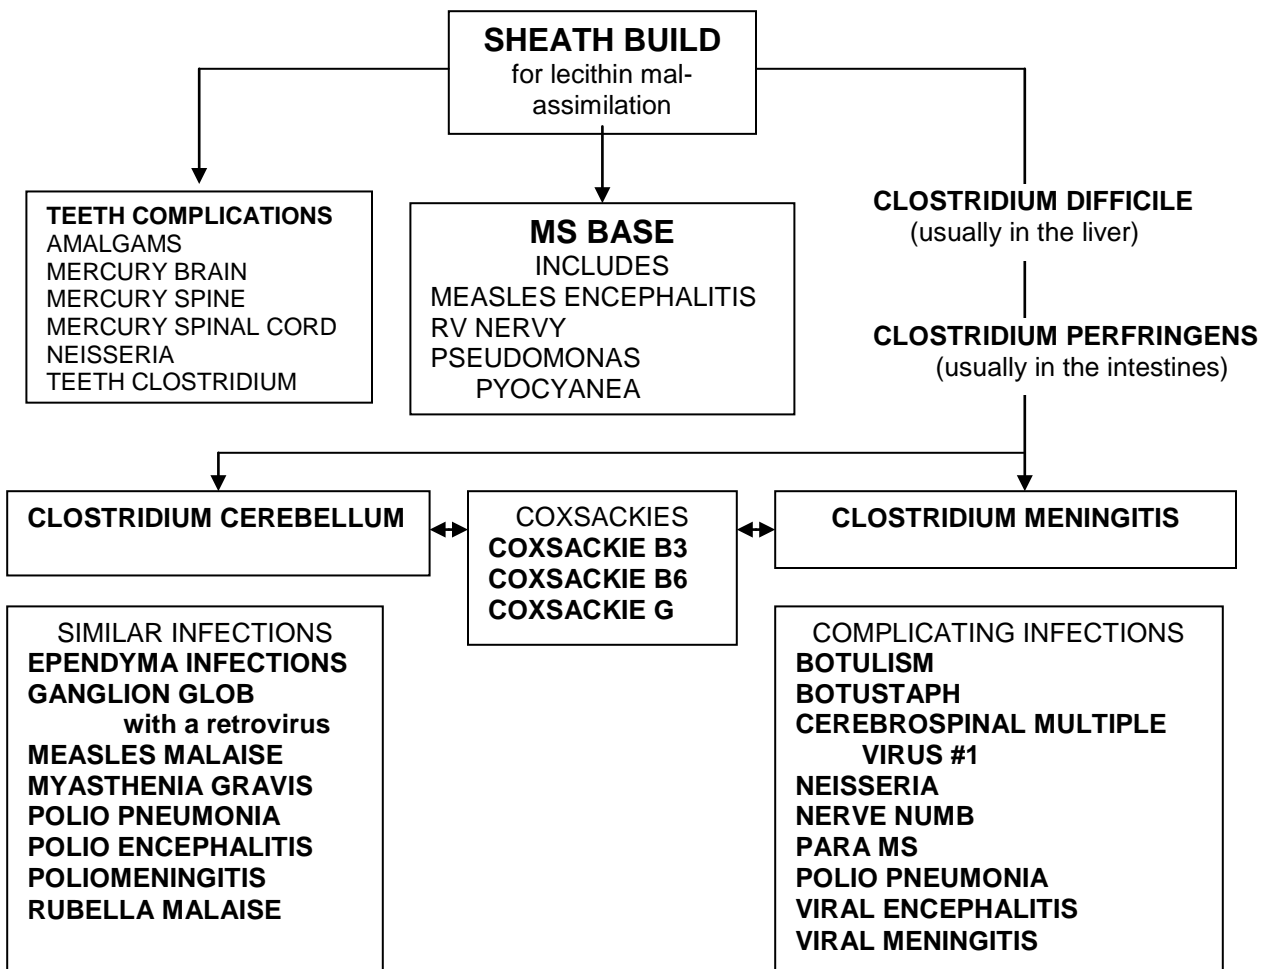 SHEATH BUILD
for lecithin mal-
assimilation
TEETH COMPLICATIONS
AMALGAMS
MERCURY BRAIN
MERCURY SPINE
MERCURY SPINAL CORD
NEISSERIA
TEETH CLOSTRIDIUM
MS BASE
INCLUDES
MEASLES ENCEPHALITIS
RV NERVY
PSEUDOMONAS
PYOCYANEA
CLOSTRIDIUM DIFFICILE
(usually in the liver)
CLOSTRIDIUM PERFRINGENS
(usually in the intestines)
CLOSTRIDIUM CEREBELLUM
COXSACKIES
COXSACKIE B3
COXSACKIE B6
COXSACKIE G
CLOSTRIDIUM MENINGITIS
SIMILAR INFECTIONS
EPENDYMA INFECTIONS
GANGLION GLOB
with a retrovirus
MEASLES MALAISE
MYASTHENIA GRAVIS
POLIO PNEUMONIA
POLIO ENCEPHALITIS
POLIOMENINGITIS
RUBELLA MALAISE
COMPLICATING INFECTIONS
BOTULISM
BOTUSTAPH
CEREBROSPINAL MULTIPLE
VIRUS #1
NEISSERIA
NERVE NUMB
PARA MS
POLIO PNEUMONIA
VIRAL ENCEPHALITIS
VIRAL MENINGITIS